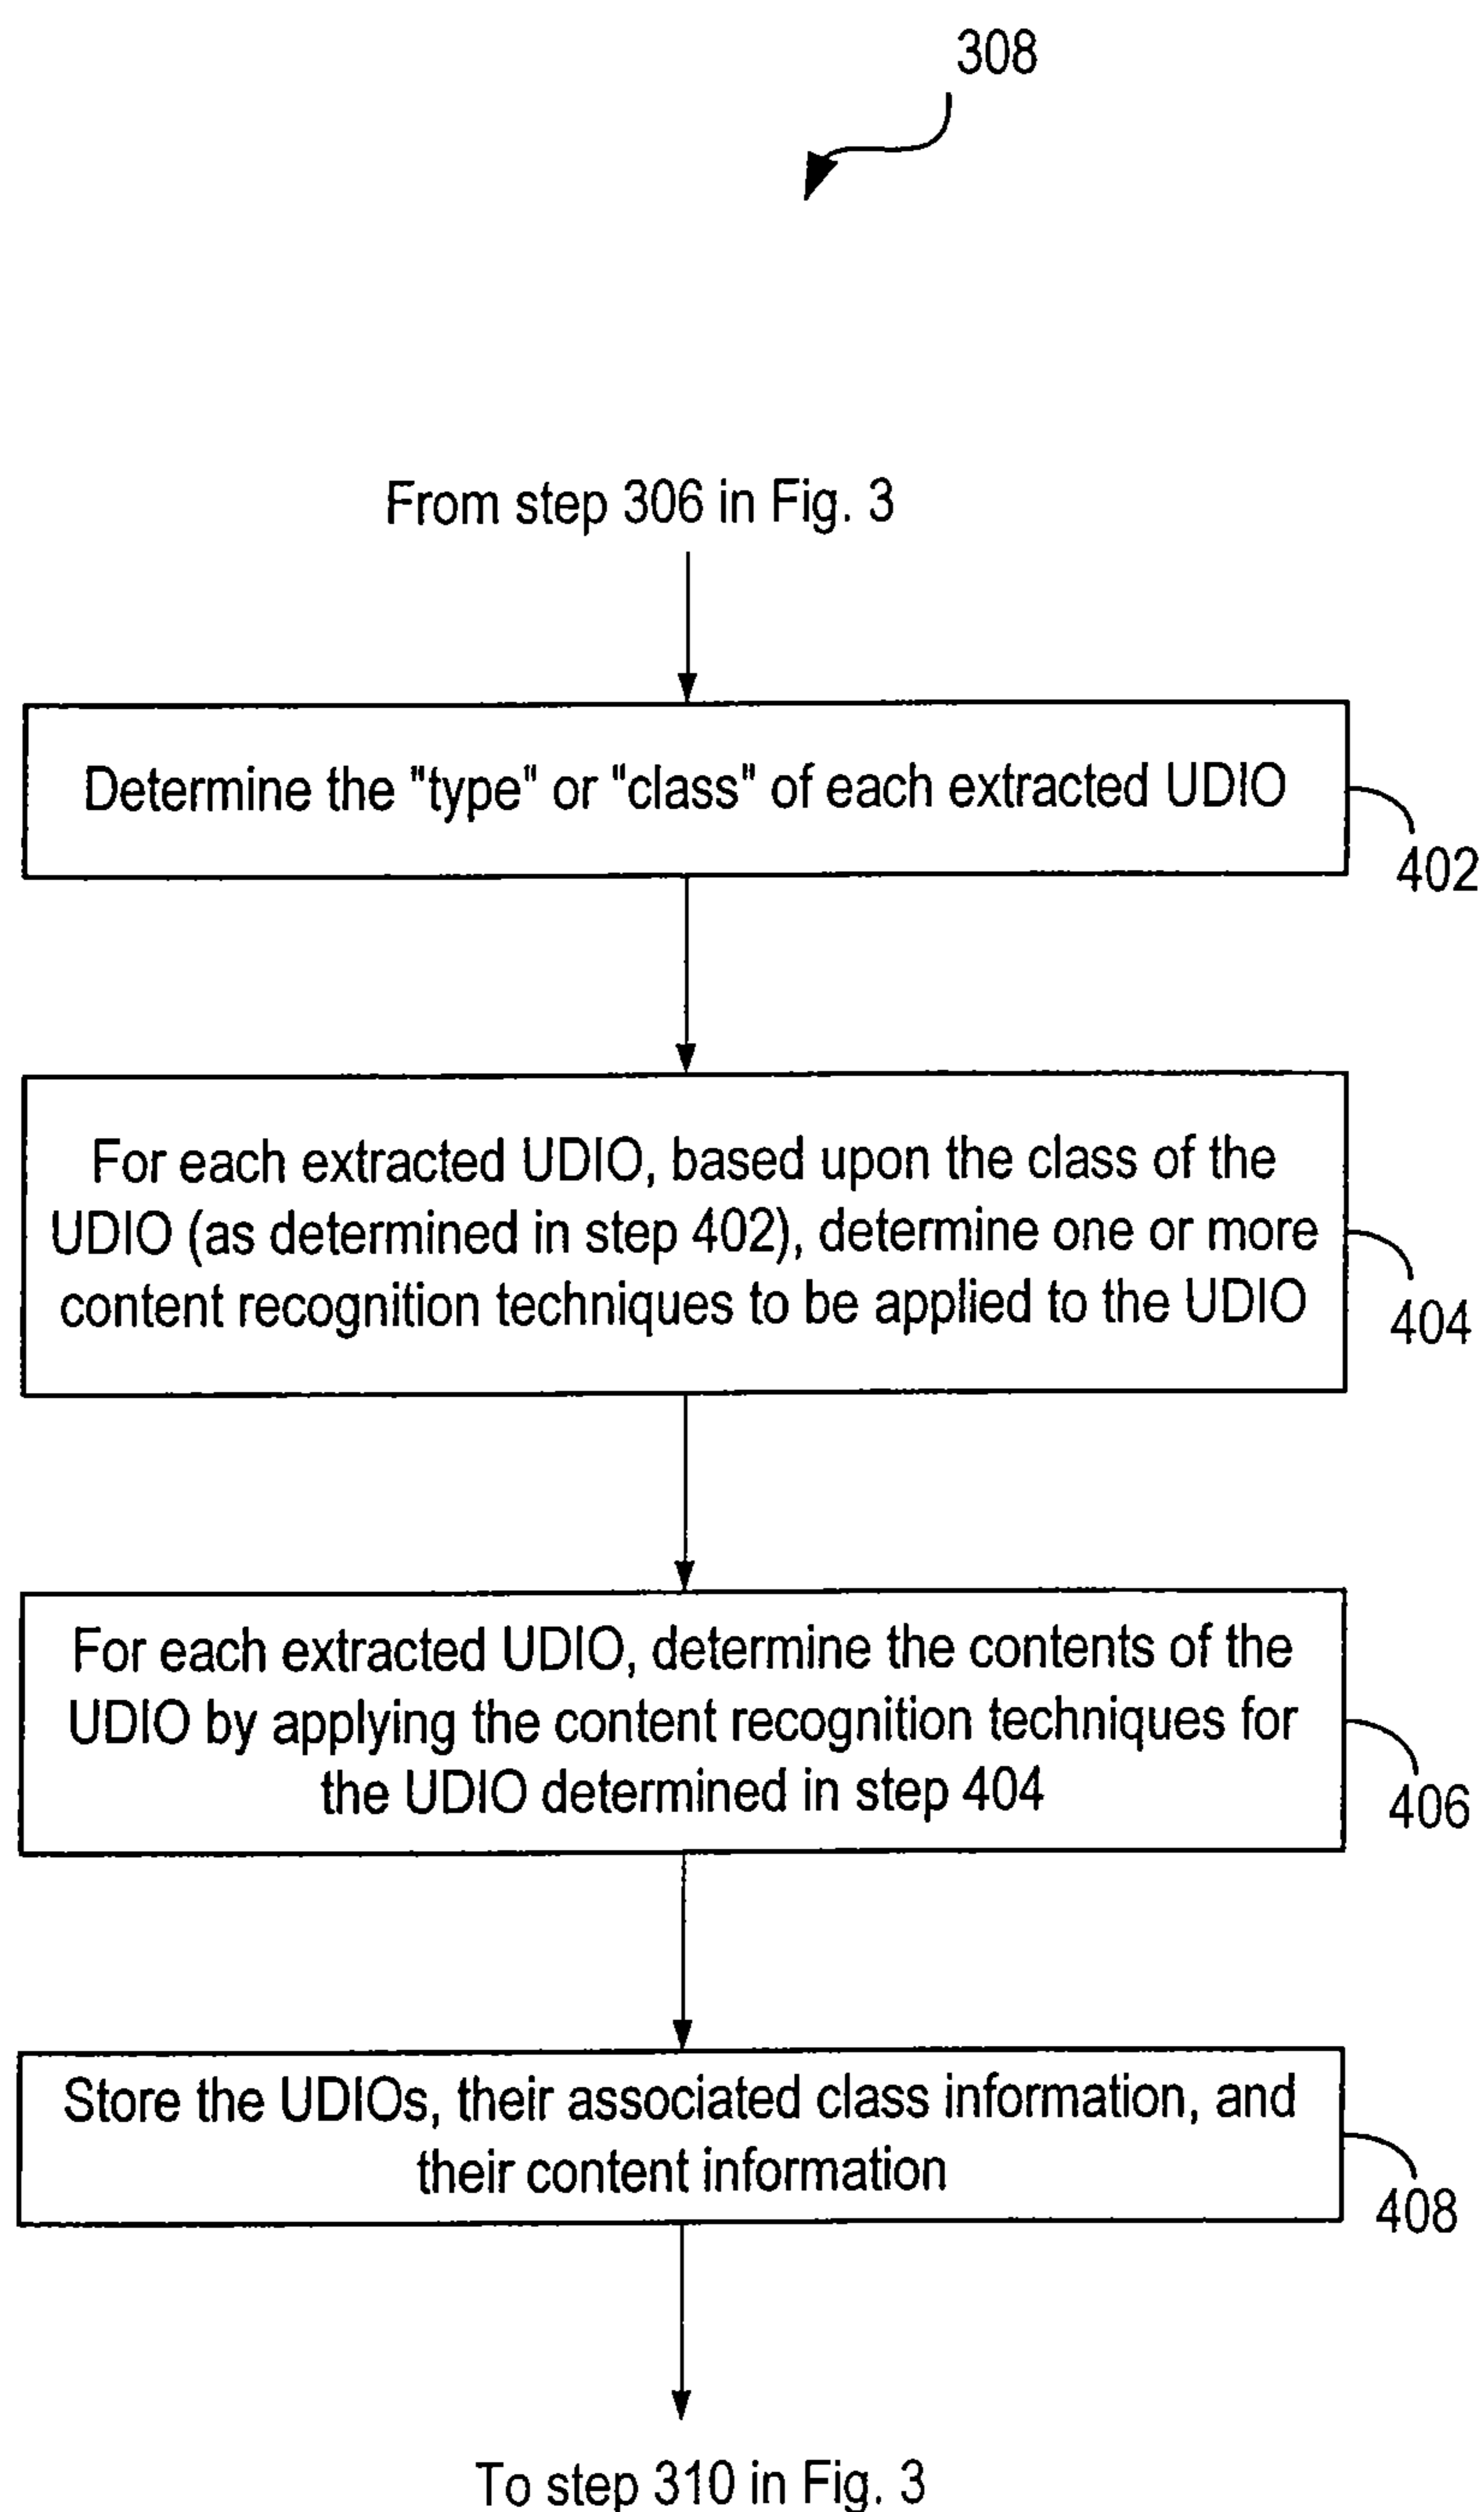 308
From step 306 in Fig. 3
Determine the "type" or "class" of each extracted UDIO
402
For each extracted UDIO, based upon the class of the
UDIO (as determined in step 402), determine one or more
content recognition techniques to be applied to the UDIO
404
For each extracted UDIO, determine the contents of the
UDIO by applying the content recognition techniques for
the UDIO determined in step 404
406
Store the UDIOs, their associated class information, and
their content information
408
To step 310 in Fig. 3